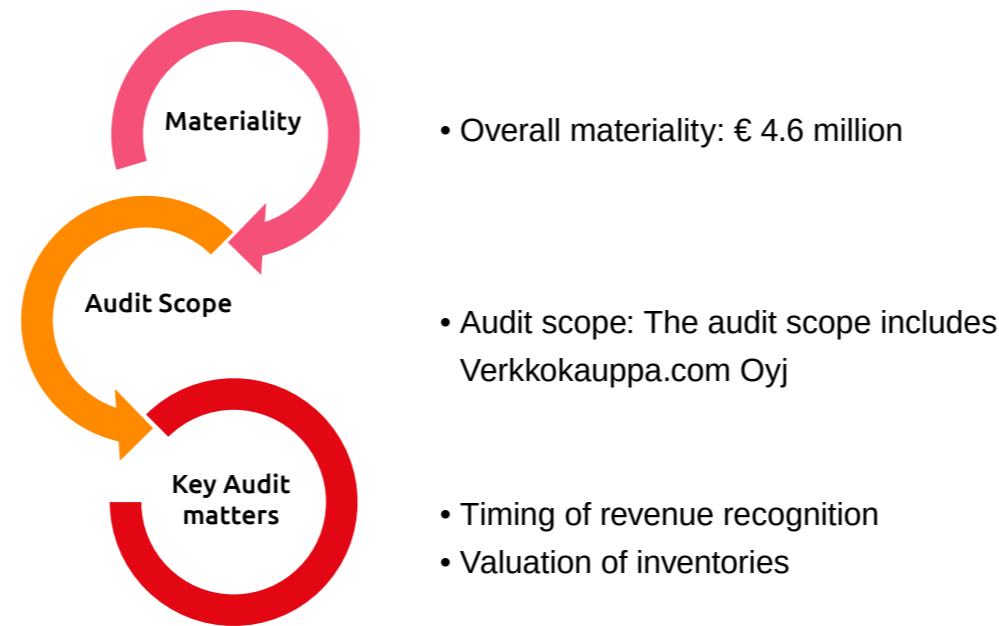 Materiality
• Overall materiality: € 4.6 million
Audit Scope
• Audit scope: The audit scope includes
Verkkokauppa.com Oyj
Key Audit
matters
• Timing of revenue recognition
• Valuation of inventories